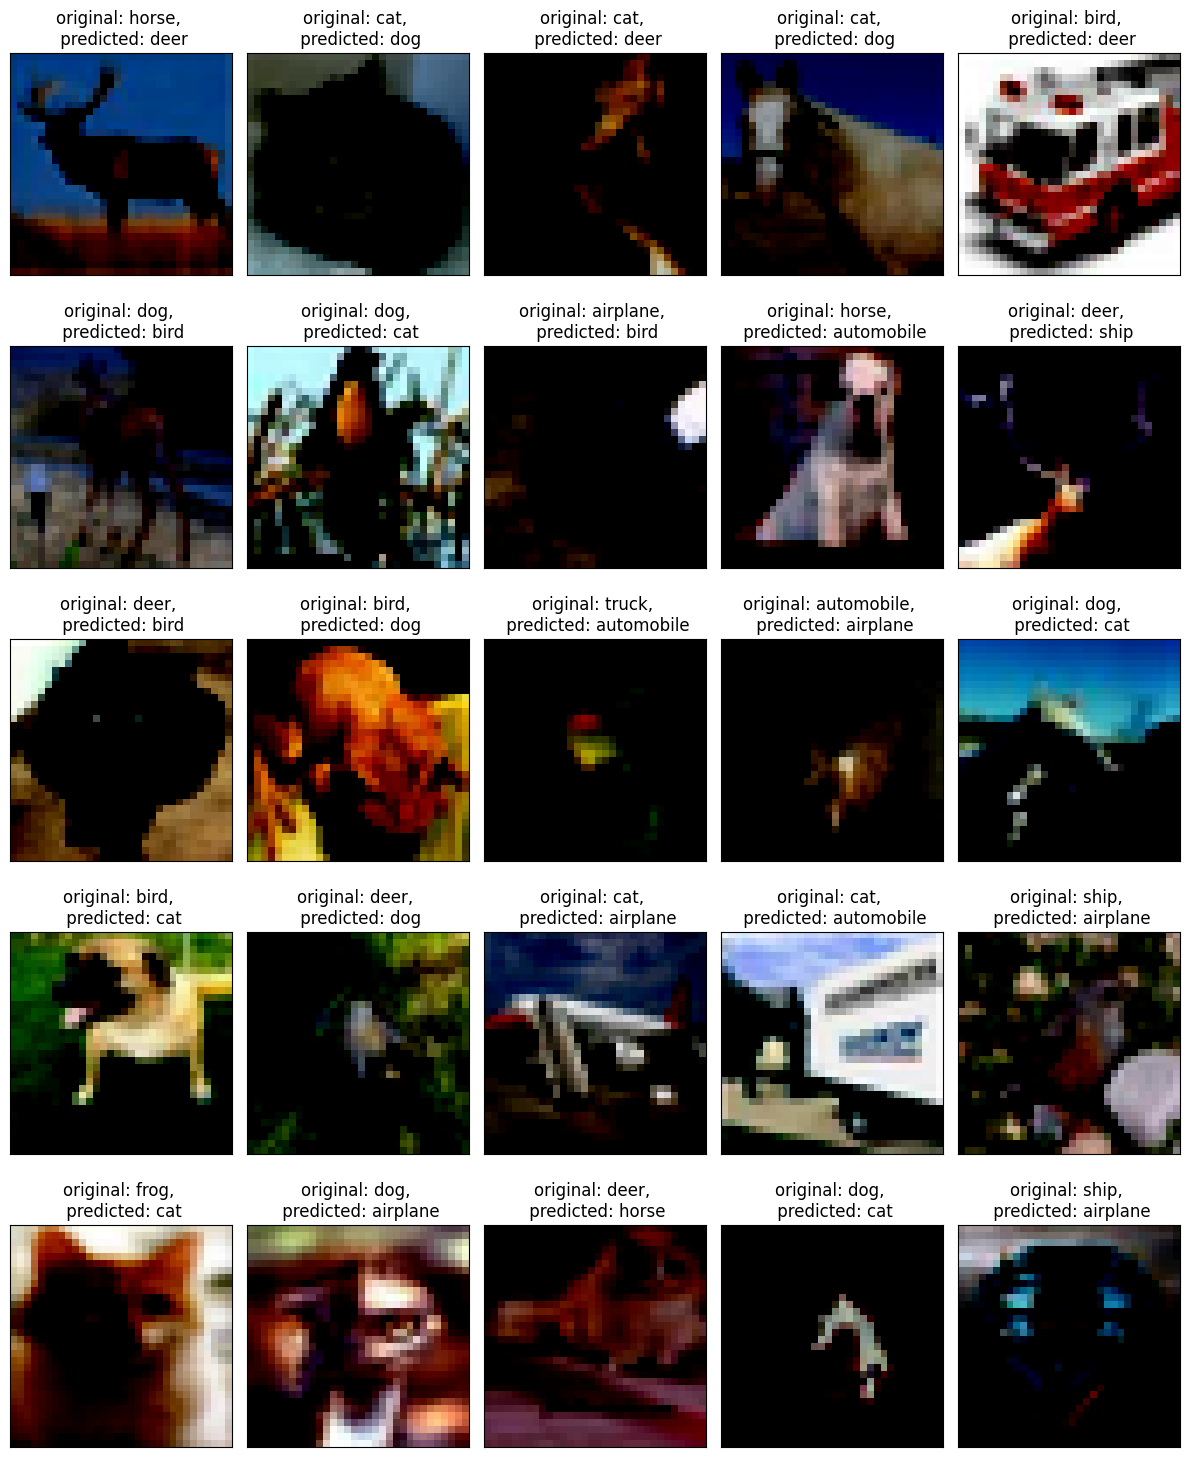 original: horse,
predicted: deer
original: cat,
predicted: dog
original: cat,
predicted: deer
original: cat,
predicted: dog
original: bird,
predicted: deer
original: dog,
predicted: bird
original: dog,
predicted: cat
original: airplane,
predicted: bird
original: horse,
predicted: automobile
original: deer,
predicted: ship
original: deer,
predicted: bird
original: bird,
predicted: dog
original: truck,
predicted: automobile
original: automobile,
predicted: airplane
original: dog,
predicted: cat
original: bird,
predicted: cat
original: deer,
predicted: dog
original: cat,
predicted: airplane
original: cat,
predicted: automobile
original: ship,
predicted: airplane
original: frog,
predicted: cat
original: dog,
predicted: airplane
original: deer,
predicted: horse
original: dog,
predicted: cat
original: ship,
predicted: airplane